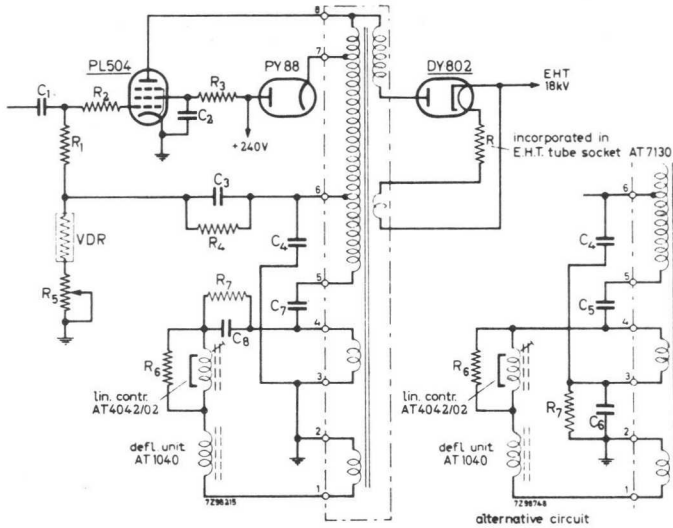 8
7
PL504
PY88
DY802
EHT
18kV
C1
R2
R3
C2
+240V
R
incorporated in
E.H.T. tube socket AT7130
R1
C3
6
6
R4
VDR
C4
C4
R5
R7
5
5
C7
C5
4
4
C8
R6
R6
3
3
lin. contr.
AT4042/02
lin. contr.
AT4042/02
R7
C6
2
2
defl. unit
AT1040
defl. unit
AT1040
1
1
7Z98215
7Z98748
alternative circuit